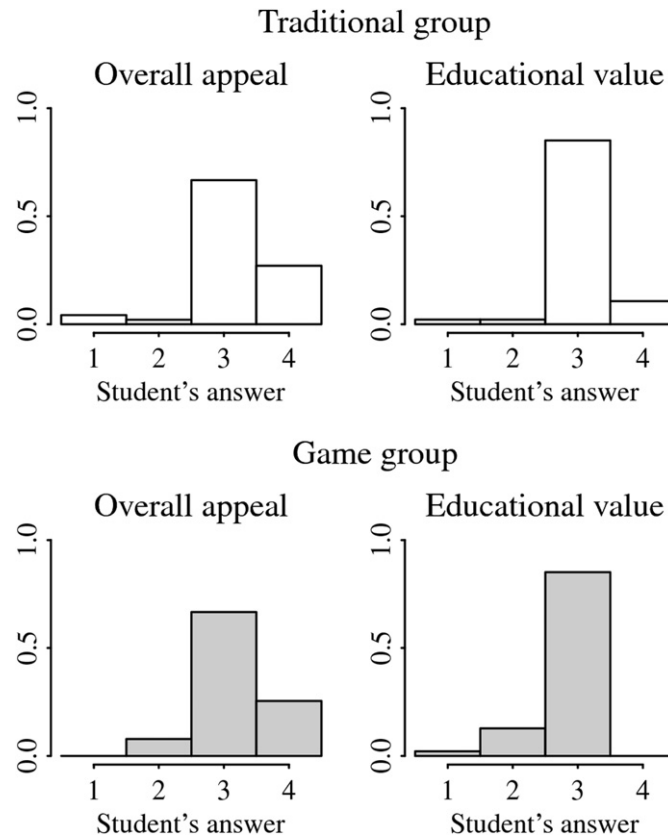 Traditional group
Overall appeal
1.0
0.5
0.0
1 2 3 4
Student's answer
Educational value
1.0
0.5
0.0
1 2 3 4
Student's answer
Game group
Overall appeal
1.0
0.5
0.0
1 2 3 4
Student's answer
Educational value
1.0
0.5
0.0
1 2 3 4
Student's answer